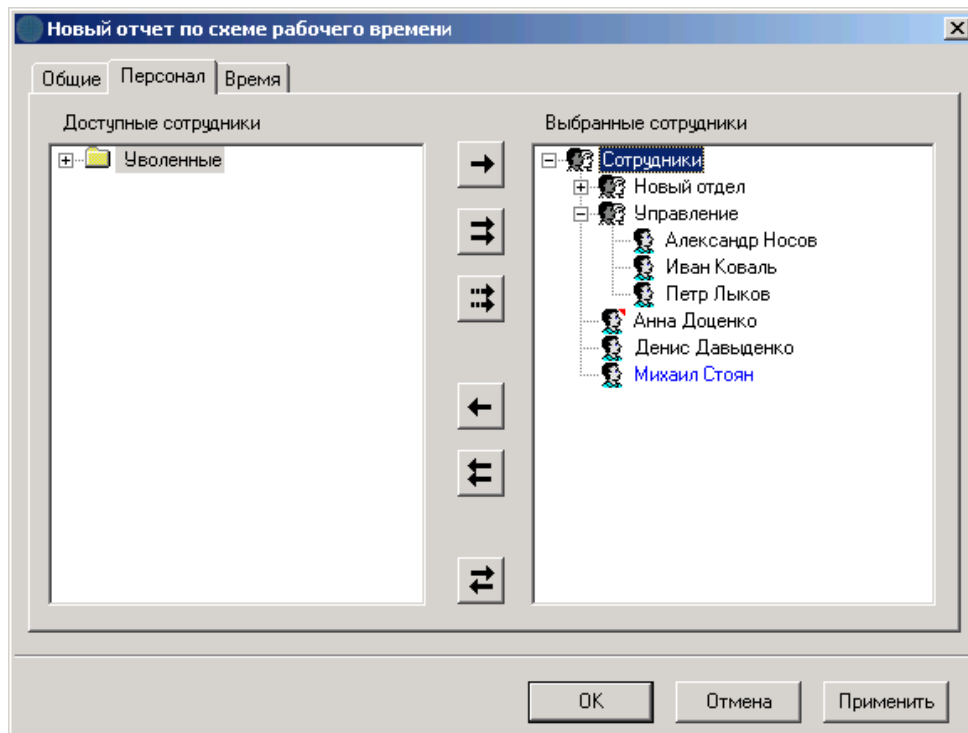 Новый отчет по схеме рабочего времени
Общие Персонал Время
Доступные сотрудники
Уволенные
Выбранные сотрудники
Сотрудники
Новый отдел
Управление
Александр Носов
Иван Коваль
Петр Лыков
Анна Доценко
Денис Давыденко
Михаил Стоян
OK Отмена Применить